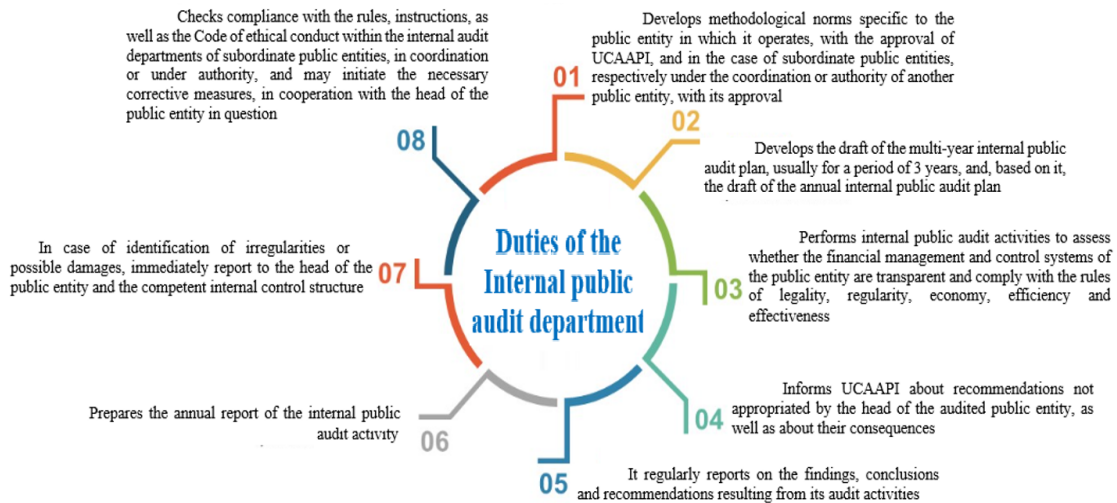 Duties of the
Internal public
audit department
01
Develops methodological norms specific to the
public entity in which it operates, with the approval of
UCAAPI, and in the case of subordinate public entities,
respectively under the coordination or authority of another
public entity, with its approval
02
Develops the draft of the multi-year internal public
audit plan, usually for a period of 3 years, and, based on it,
the draft of the annual internal public audit plan
03
Performs internal public audit activities to assess
whether the financial management and control systems of
the public entity are transparent and comply with the rules
of legality, regularity, economy, efficiency and
effectiveness
04
Informs UCAAPI about recommendations not
appropriated by the head of the audited public entity, as
well as about their consequences
05
It regularly reports on the findings, conclusions
and recommendations resulting from its audit activities
06
Prepares the annual report of the internal public
audit activity
07
In case of identification of irregularities or
possible damages, immediately report to the head of the
public entity and the competent internal control structure
08
Checks compliance with the rules, instructions, as
well as the Code of ethical conduct within the internal audit
departments of subordinate public entities, in coordination
or under authority, and may initiate the necessary
corrective measures, in cooperation with the head of the
public entity in question